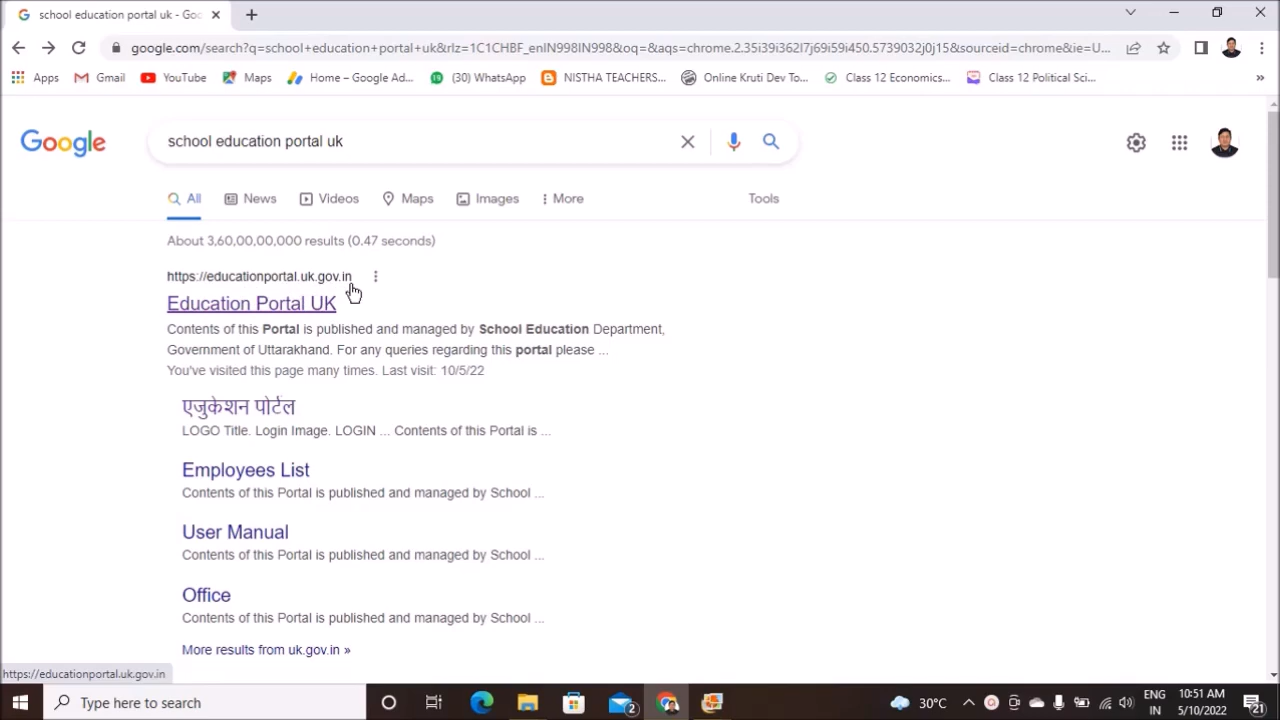 school education portal uk - Goo
google.com/search?q=school+education+portal+uk&rlz=1C1CHBF_enIN998IN998&oq=&aqs=chrome.2.35i39i362l7j69i59i450.5739032j0j15&sourceid=chrome&ie=U...
Apps Gmail YouTube Maps Home – Google Ad... (30) WhatsApp NISTHA TEACHERS... Online Kruti Dev To... Class 12 Economics... Class 12 Political Sci... »
Google school education portal uk
All News Videos Maps Images More Tools
About 3,60,00,00,000 results (0.47 seconds)
https://educationportal.uk.gov.in
Education Portal UK
Contents of this Portal is published and managed by School Education Department,
Government of Uttarakhand. For any queries regarding this portal please ...
You've visited this page many times. Last visit: 10/5/22
एजुकेशन पोर्टल
LOGO Title. Login Image. LOGIN ... Contents of this Portal is ...
Employees List
Contents of this Portal is published and managed by School ...
User Manual
Contents of this Portal is published and managed by School ...
Office
Contents of this Portal is published and managed by School ...
More results from uk.gov.in »
https://educationportal.uk.gov.in
Type here to search 2 30°C ENG 10:51 AM
IN 5/10/2022 21